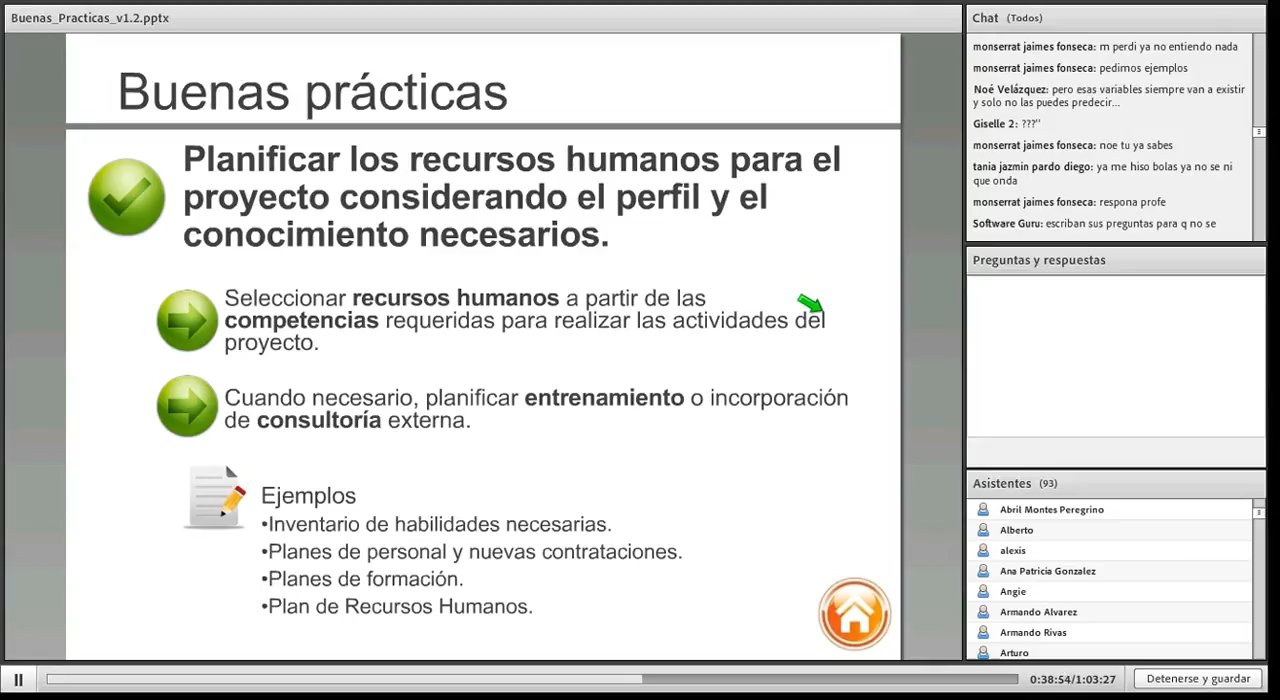 Buenas_Practicas_v1.2.pptx
Buenas prácticas
Planificar los recursos humanos para el
proyecto considerando el perfil y el
conocimiento necesarios.
Seleccionar recursos humanos a partir de las
competencias requeridas para realizar las actividades del
proyecto.
Cuando necesario, planificar entrenamiento o incorporación
de consultoría externa.
Ejemplos
•Inventario de habilidades necesarias.
•Planes de personal y nuevas contrataciones.
•Planes de formación.
•Plan de Recursos Humanos.
Chat (Todos)
monserrat jaimes fonseca: m perdi ya no entiendo nada
monserrat jaimes fonseca: pedimos ejemplos
Noé Velázquez: pero esas variables siempre van a existir
y solo no las puedes predecir...
Giselle 2: ???¨
monserrat jaimes fonseca: noe tu ya sabes
tania jazmin pardo diego: ya me hiso bolas ya no se ni
que onda
monserrat jaimes fonseca: respona profe
Software Guru: escriban sus preguntas para q no se
Preguntas y respuestas
Asistentes (93)
Abril Montes Peregrino
Alberto
alexis
Ana Patricia Gonzalez
Angie
Armando Alvarez
Armando Rivas
Arturo
0:38:54/1:03:27
Detenerse y guardar